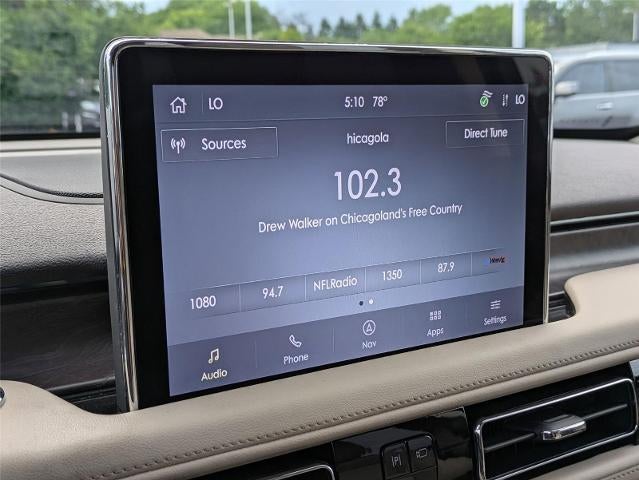 LO 5:10 78° LO
Sources hicagola Direct Tune
102.3
Drew Walker on Chicagoland's Free Country
1080 94.7 NFLRadio 1350 87.9
Audio Phone Nav Apps Settings
P